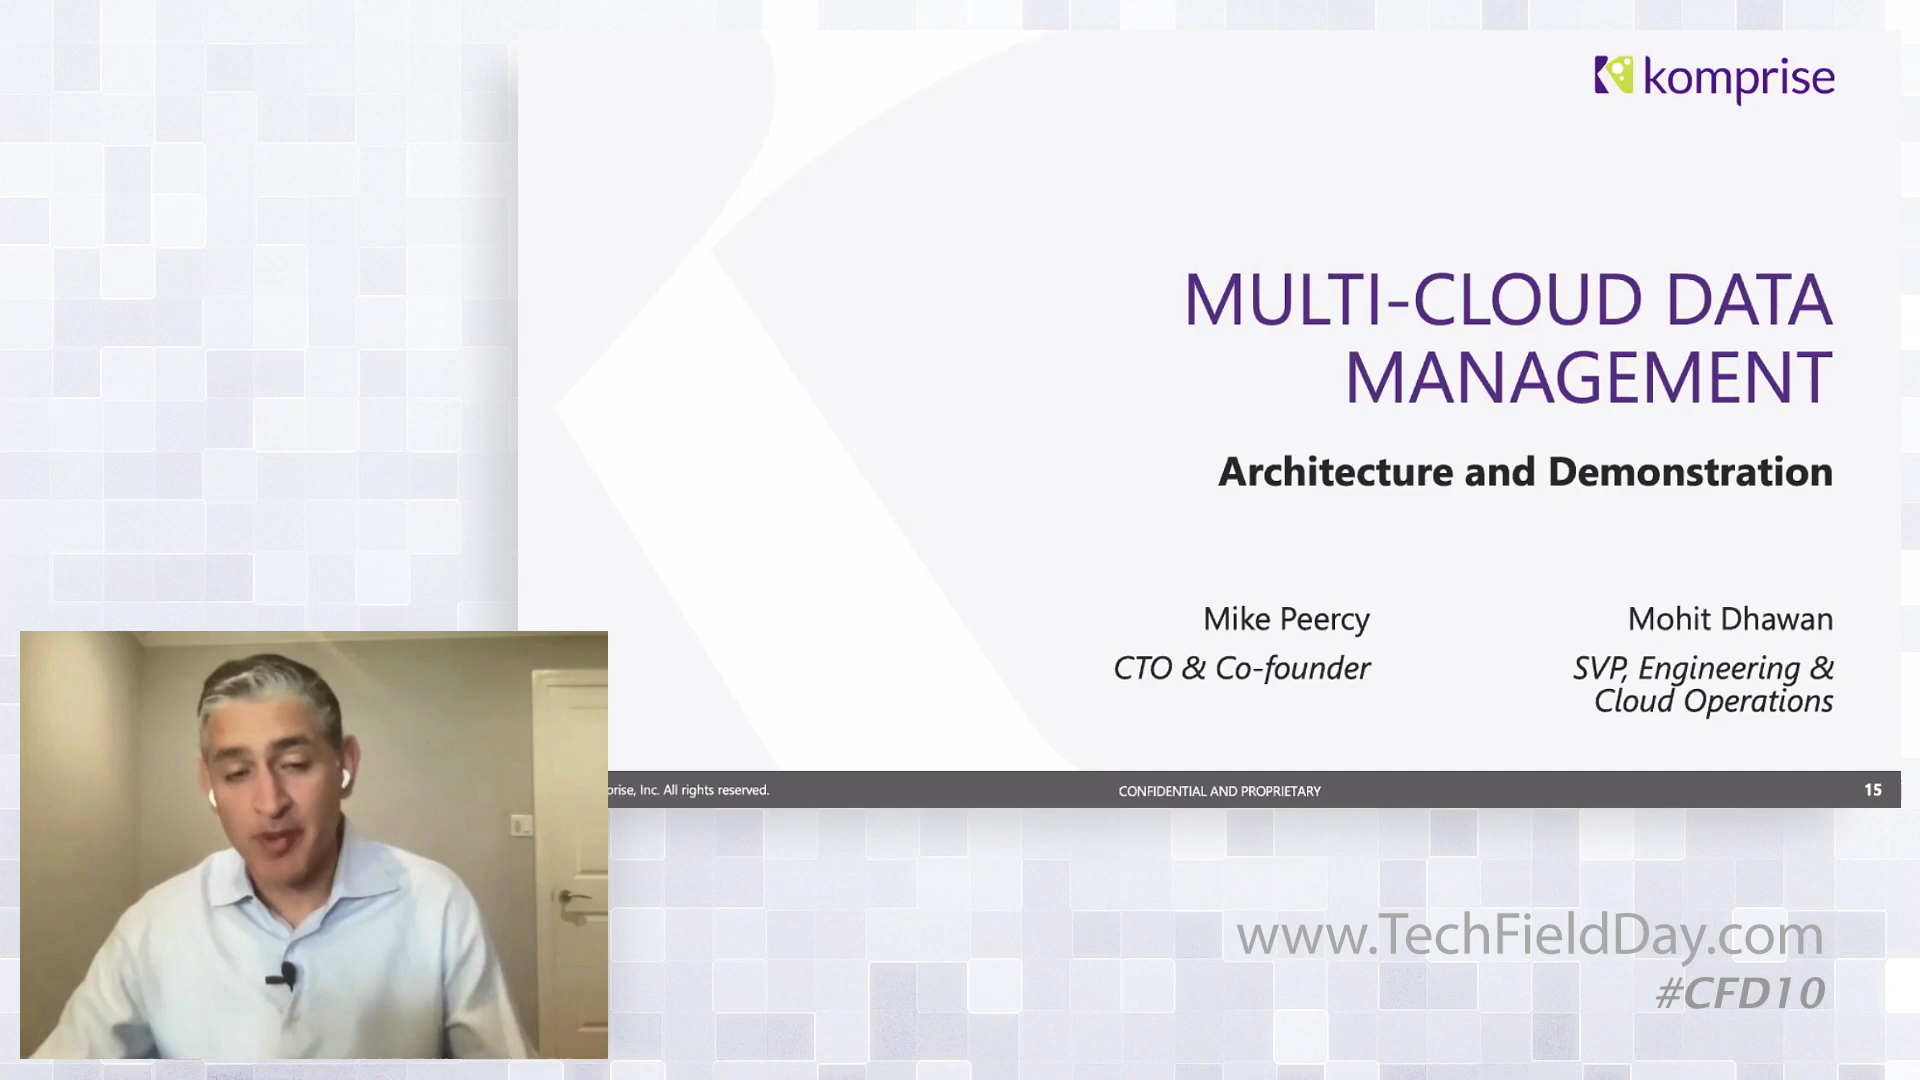 komprise
MULTI-CLOUD DATA
MANAGEMENT
Architecture and Demonstration
Mike Peercy
CTO & Co-founder
Mohit Dhawan
SVP, Engineering &
Cloud Operations
Inc. All rights reserved.
CONFIDENTIAL AND PROPRIETARY
15
www.TechFieldDay.com
#CFD10